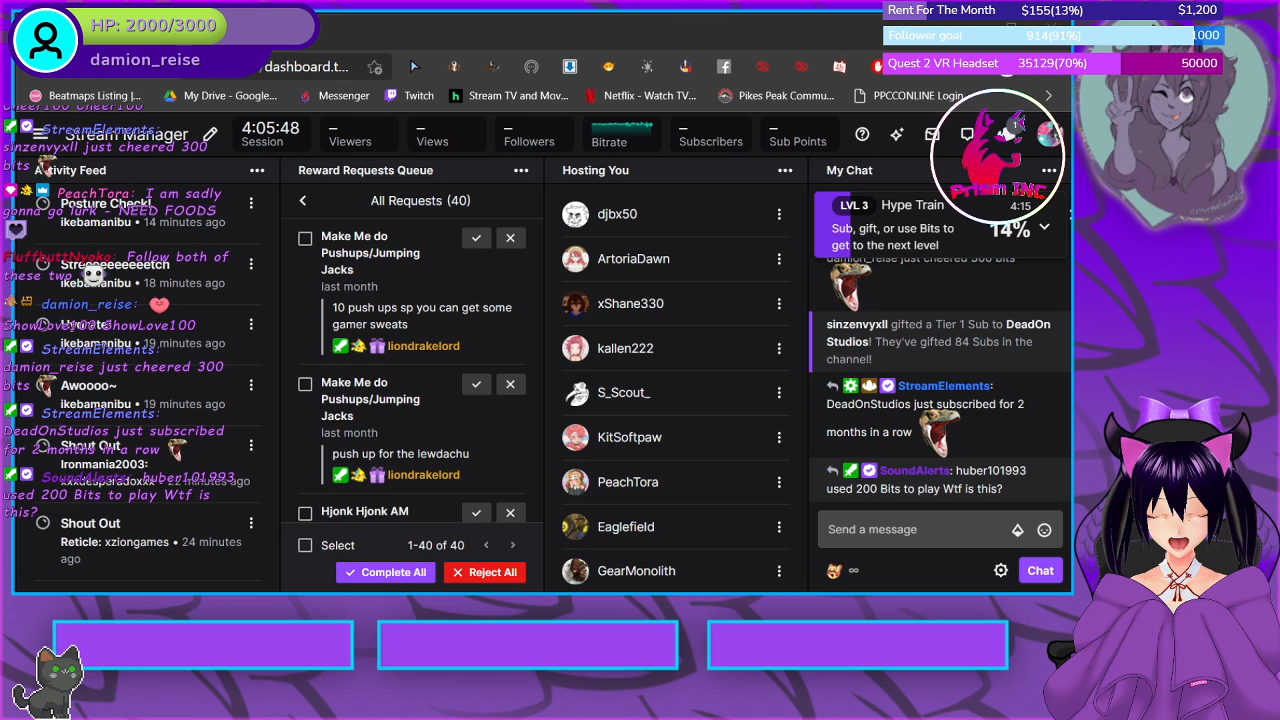 HP: 2000/3000
damion_reise
Rent For The Month $155(13%) $1,200
Follower goal 914(91%) 1000
Quest 2 VR Headset 35129(70%) 50000
/dashboard.t...
Beatmaps Listing |...
My Drive - Google...
Messenger
Twitch
Stream TV and Mov...
Netflix - Watch TV...
Pikes Peak Commu...
PPCCONLINE Login
Cheer100 Cheer100
Stream Manager
4:05:48
Session
–
Viewers
–
Views
–
Followers
Bitrate
–
Subscribers
–
Sub Points
1
Prism INC
Activity Feed
Posture Check!
ikebamanibu • 14 minutes ago
Streeeeeeeeeetch
ikebamanibu • 18 minutes ago
ikebamanibu • 19 minutes ago
Awoooo~
ikebamanibu • 19 minutes ago
Shout Out
Ironmania2003:
Shout Out
Reticle: xziongames • 24 minutes
ago
StreamElements:
sinzenvyxll just cheered 300
bits
PeachTora: I am sadly
gonna go lurk - NEED FOODS
FluffbuttNyoko: Follow both of
these two
damion_reise:
ShowLove100 ShowLove100
StreamElements:
damion_reise just cheered 300
bits
StreamElements:
DeadOnStudios just subscribed
for 2 months in a row
SoundAlerts: huber101993
used 200 Bits to play Wtf is
this?
Reward Requests Queue
All Requests (40)
Make Me do
Pushups/Jumping
Jacks
last month
10 push ups sp you can get some
gamer sweats
liondrakelord
Make Me do
Pushups/Jumping
Jacks
last month
push up for the lewdachu
liondrakelord
Hjonk Hjonk AM
Select
1-40 of 40
Complete All
Reject All
Hosting You
djbx50
ArtoriaDawn
xShane330
kallen222
S_Scout_
KitSoftpaw
PeachTora
Eaglefield
GearMonolith
My Chat
LVL 3 Hype Train 4:15
Sub, gift, or use Bits to
get to the next level
14%
damion_reise just cheered 300 bits
sinzenvyxll gifted a Tier 1 Sub to DeadOn
Studios! They've gifted 84 Subs in the
channel!
StreamElements:
DeadOnStudios just subscribed for 2
months in a row
SoundAlerts: huber101993
used 200 Bits to play Wtf is this?
Send a message
∞
Chat